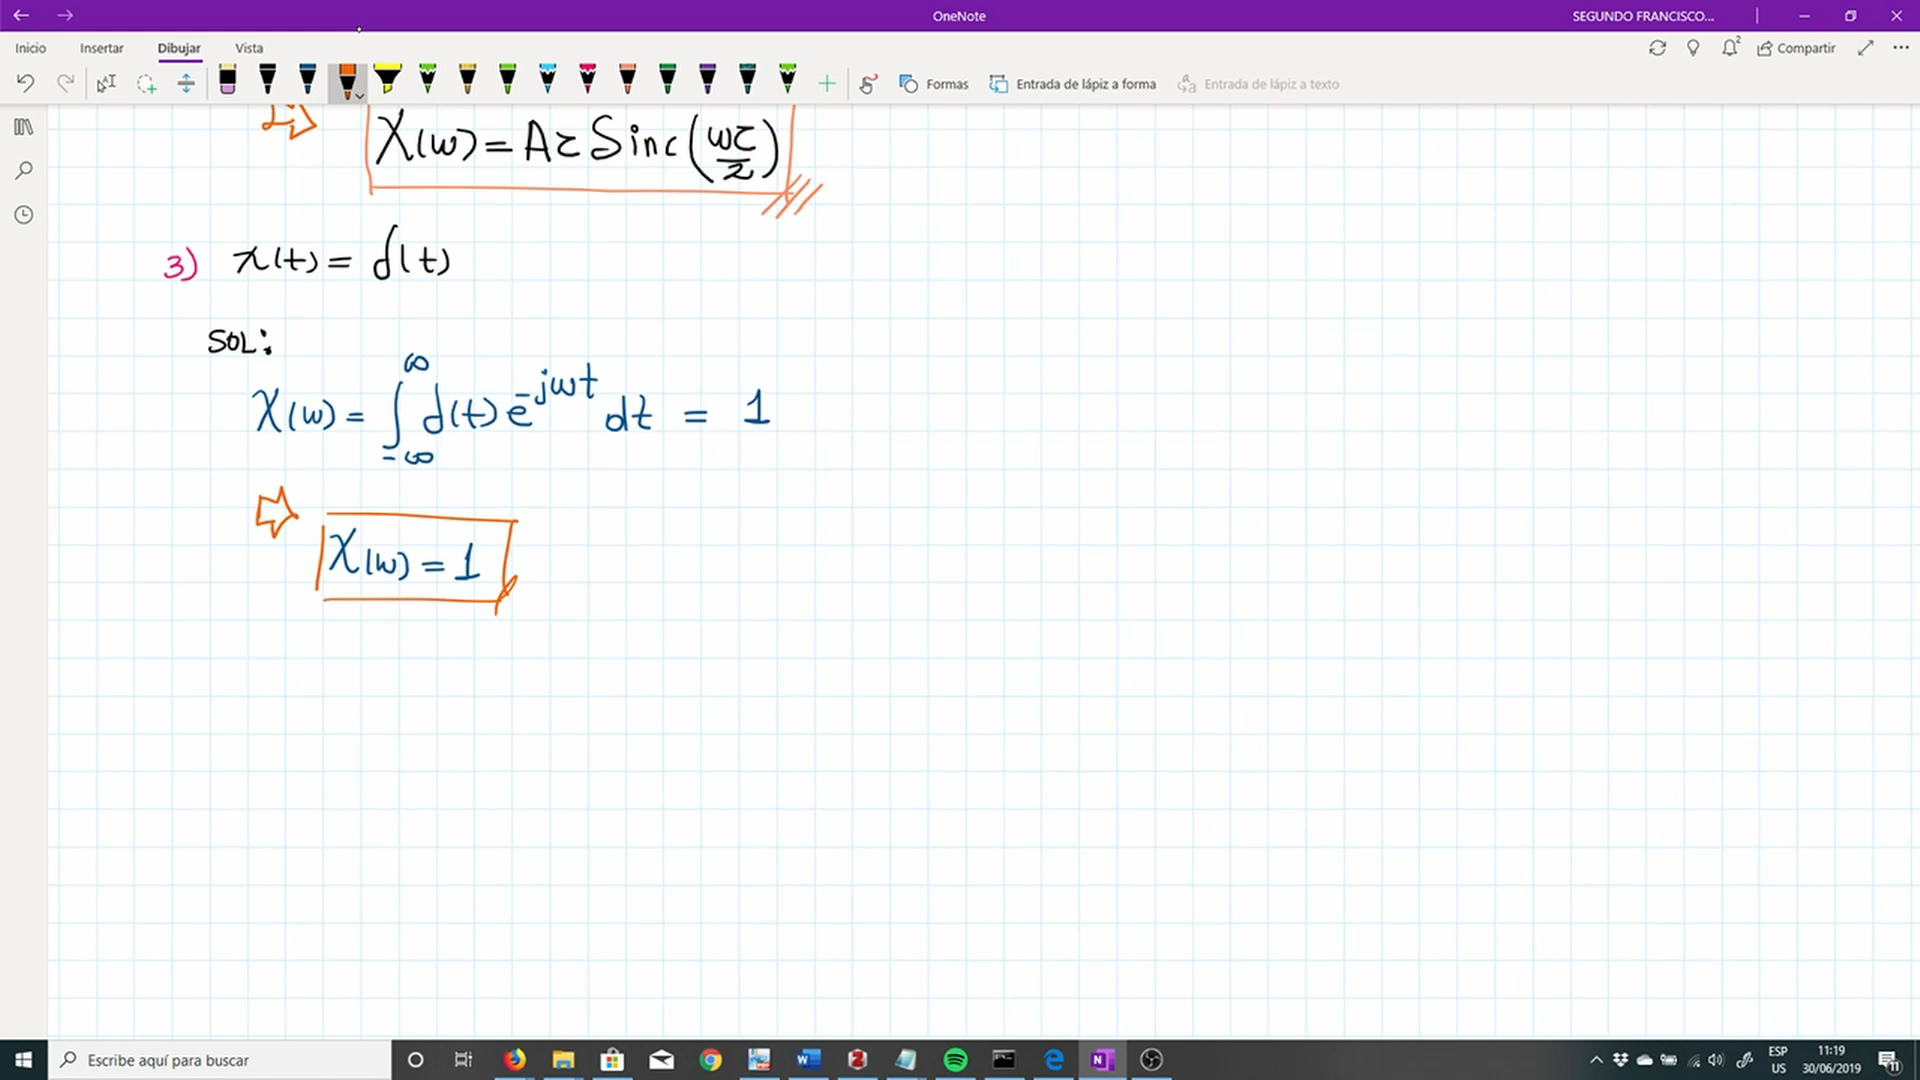 OneNote
SEGUNDO FRANCISCO...
Inicio Insertar Dibujar Vista
2 Compartir
Formas Entrada de lápiz a forma Entrada de lápiz a texto
X(w) = Aτ Sinc(wτ/2)
3) x(t) = δ(t)
SOL:
X(w) = ∫_{-∞}^{∞} δ(t) e^{-jwt} dt = 1
X(w) = 1
Escribe aquí para buscar
ESP 11:19
US 30/06/2019
11